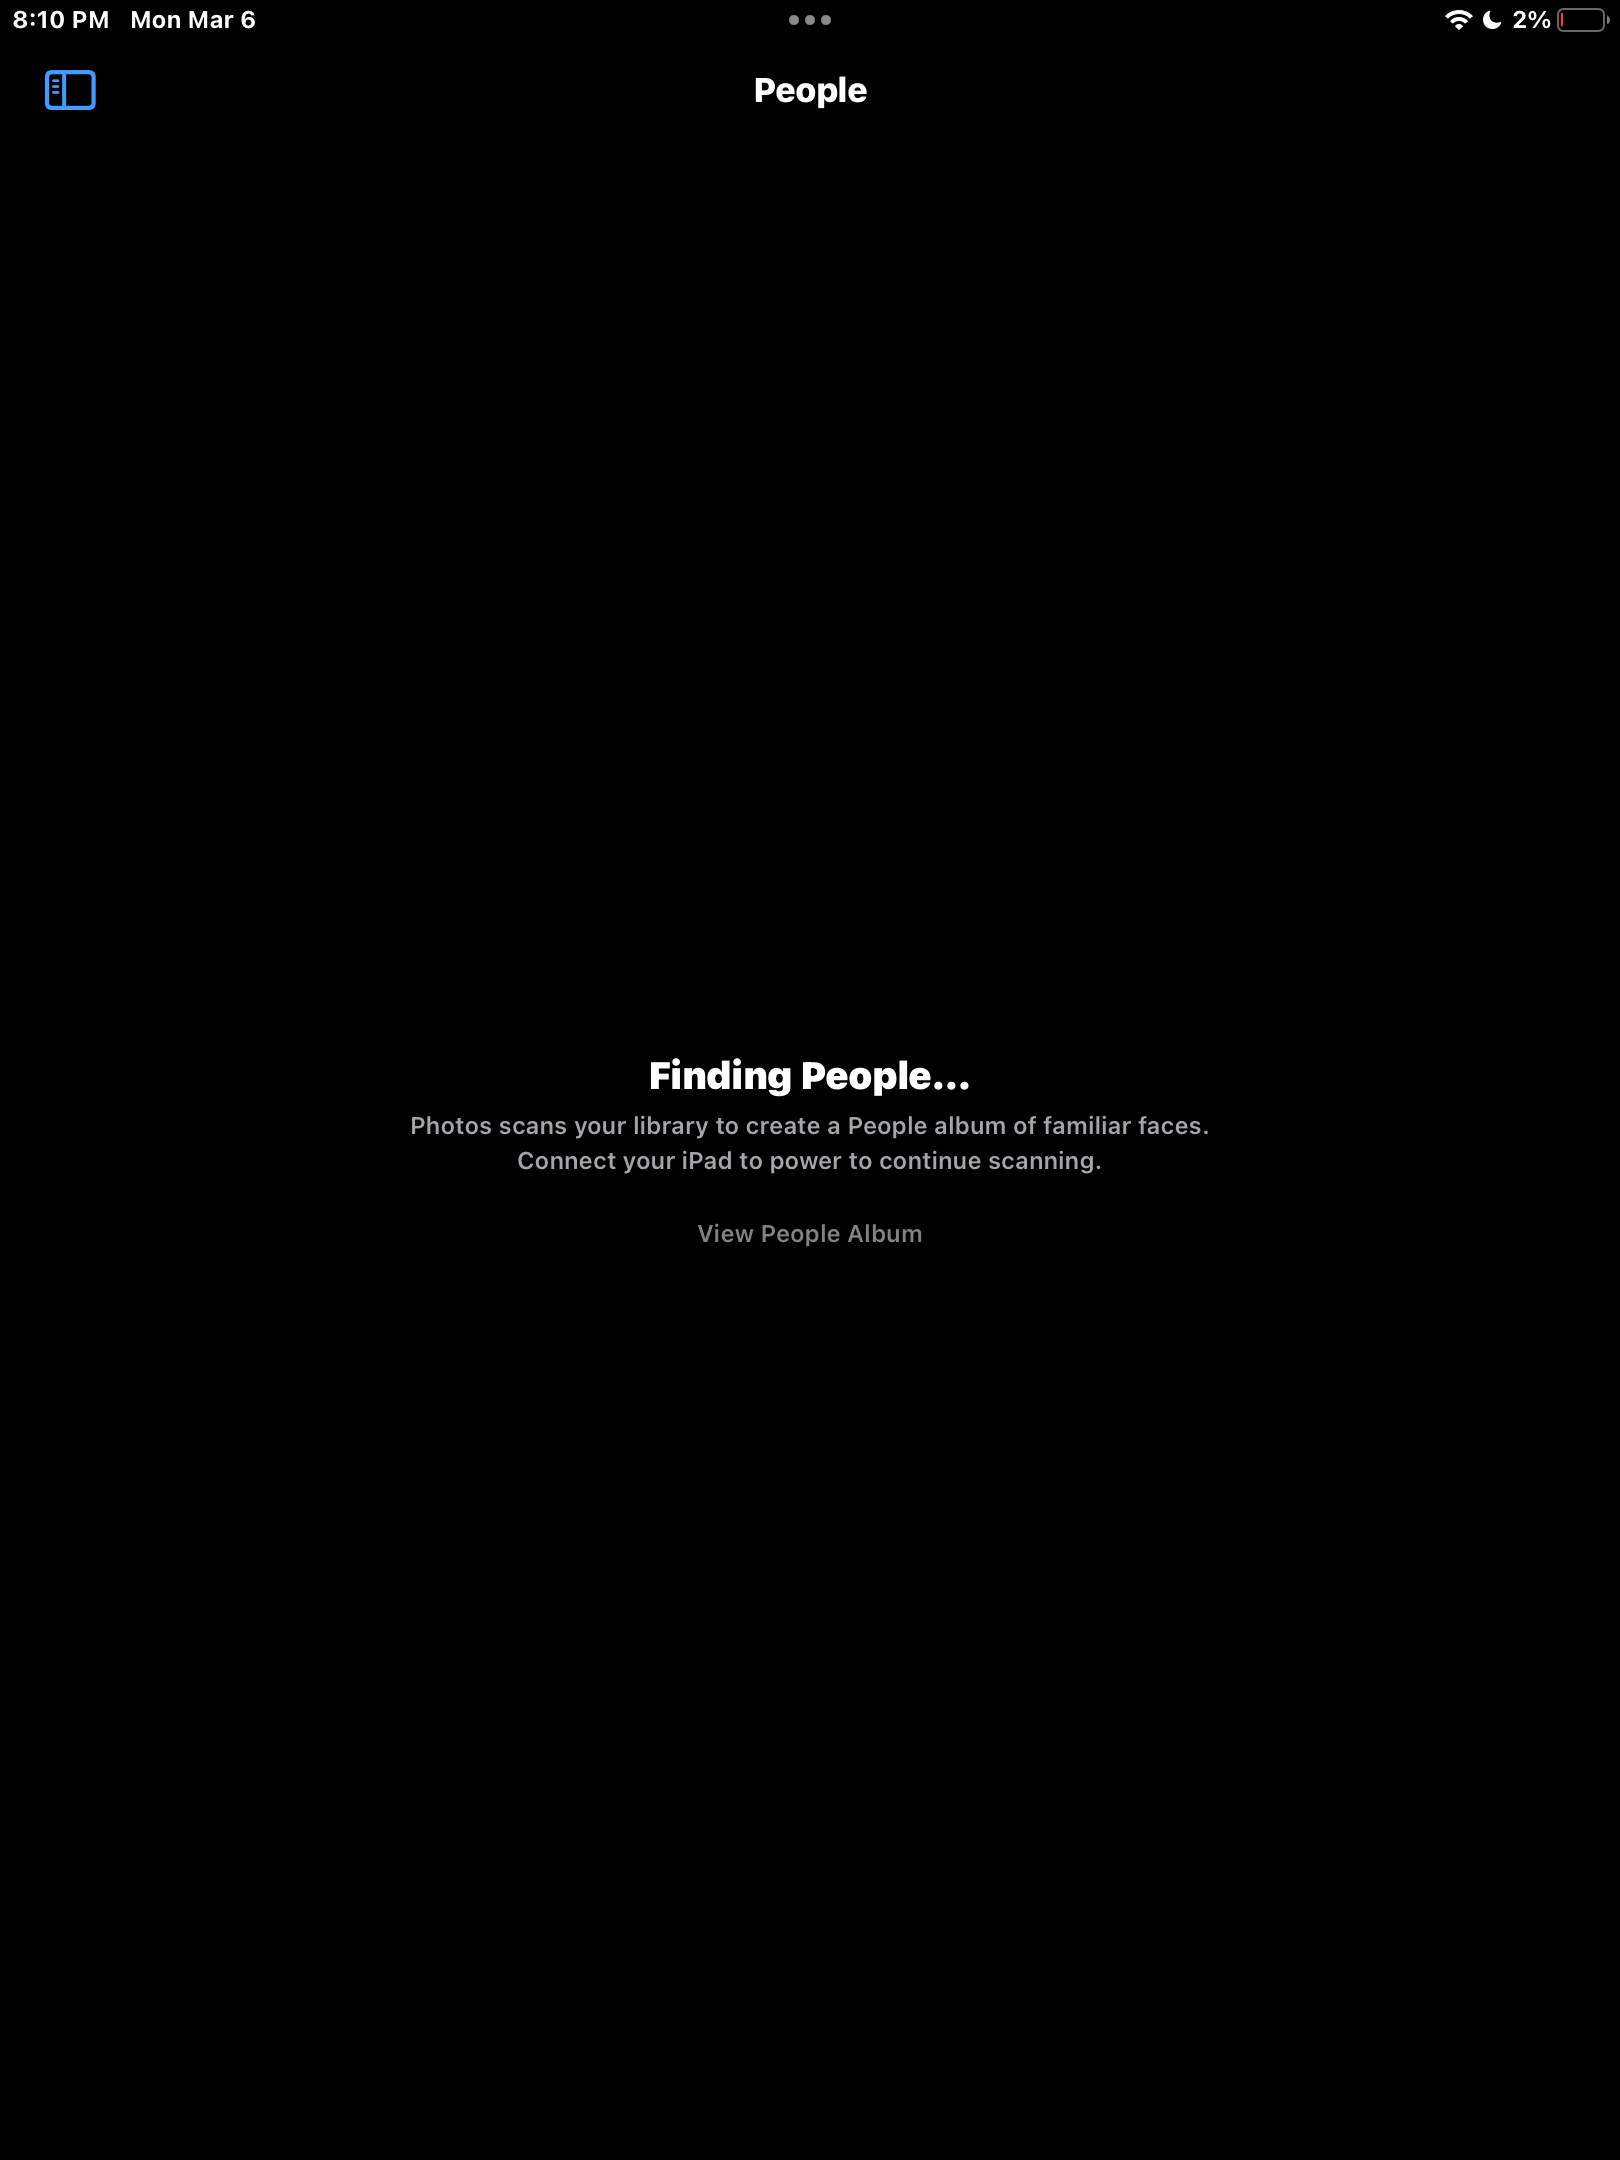 8:10 PM Mon Mar 6
2%
People
Finding People...
Photos scans your library to create a People album of familiar faces.
Connect your iPad to power to continue scanning.
View People Album